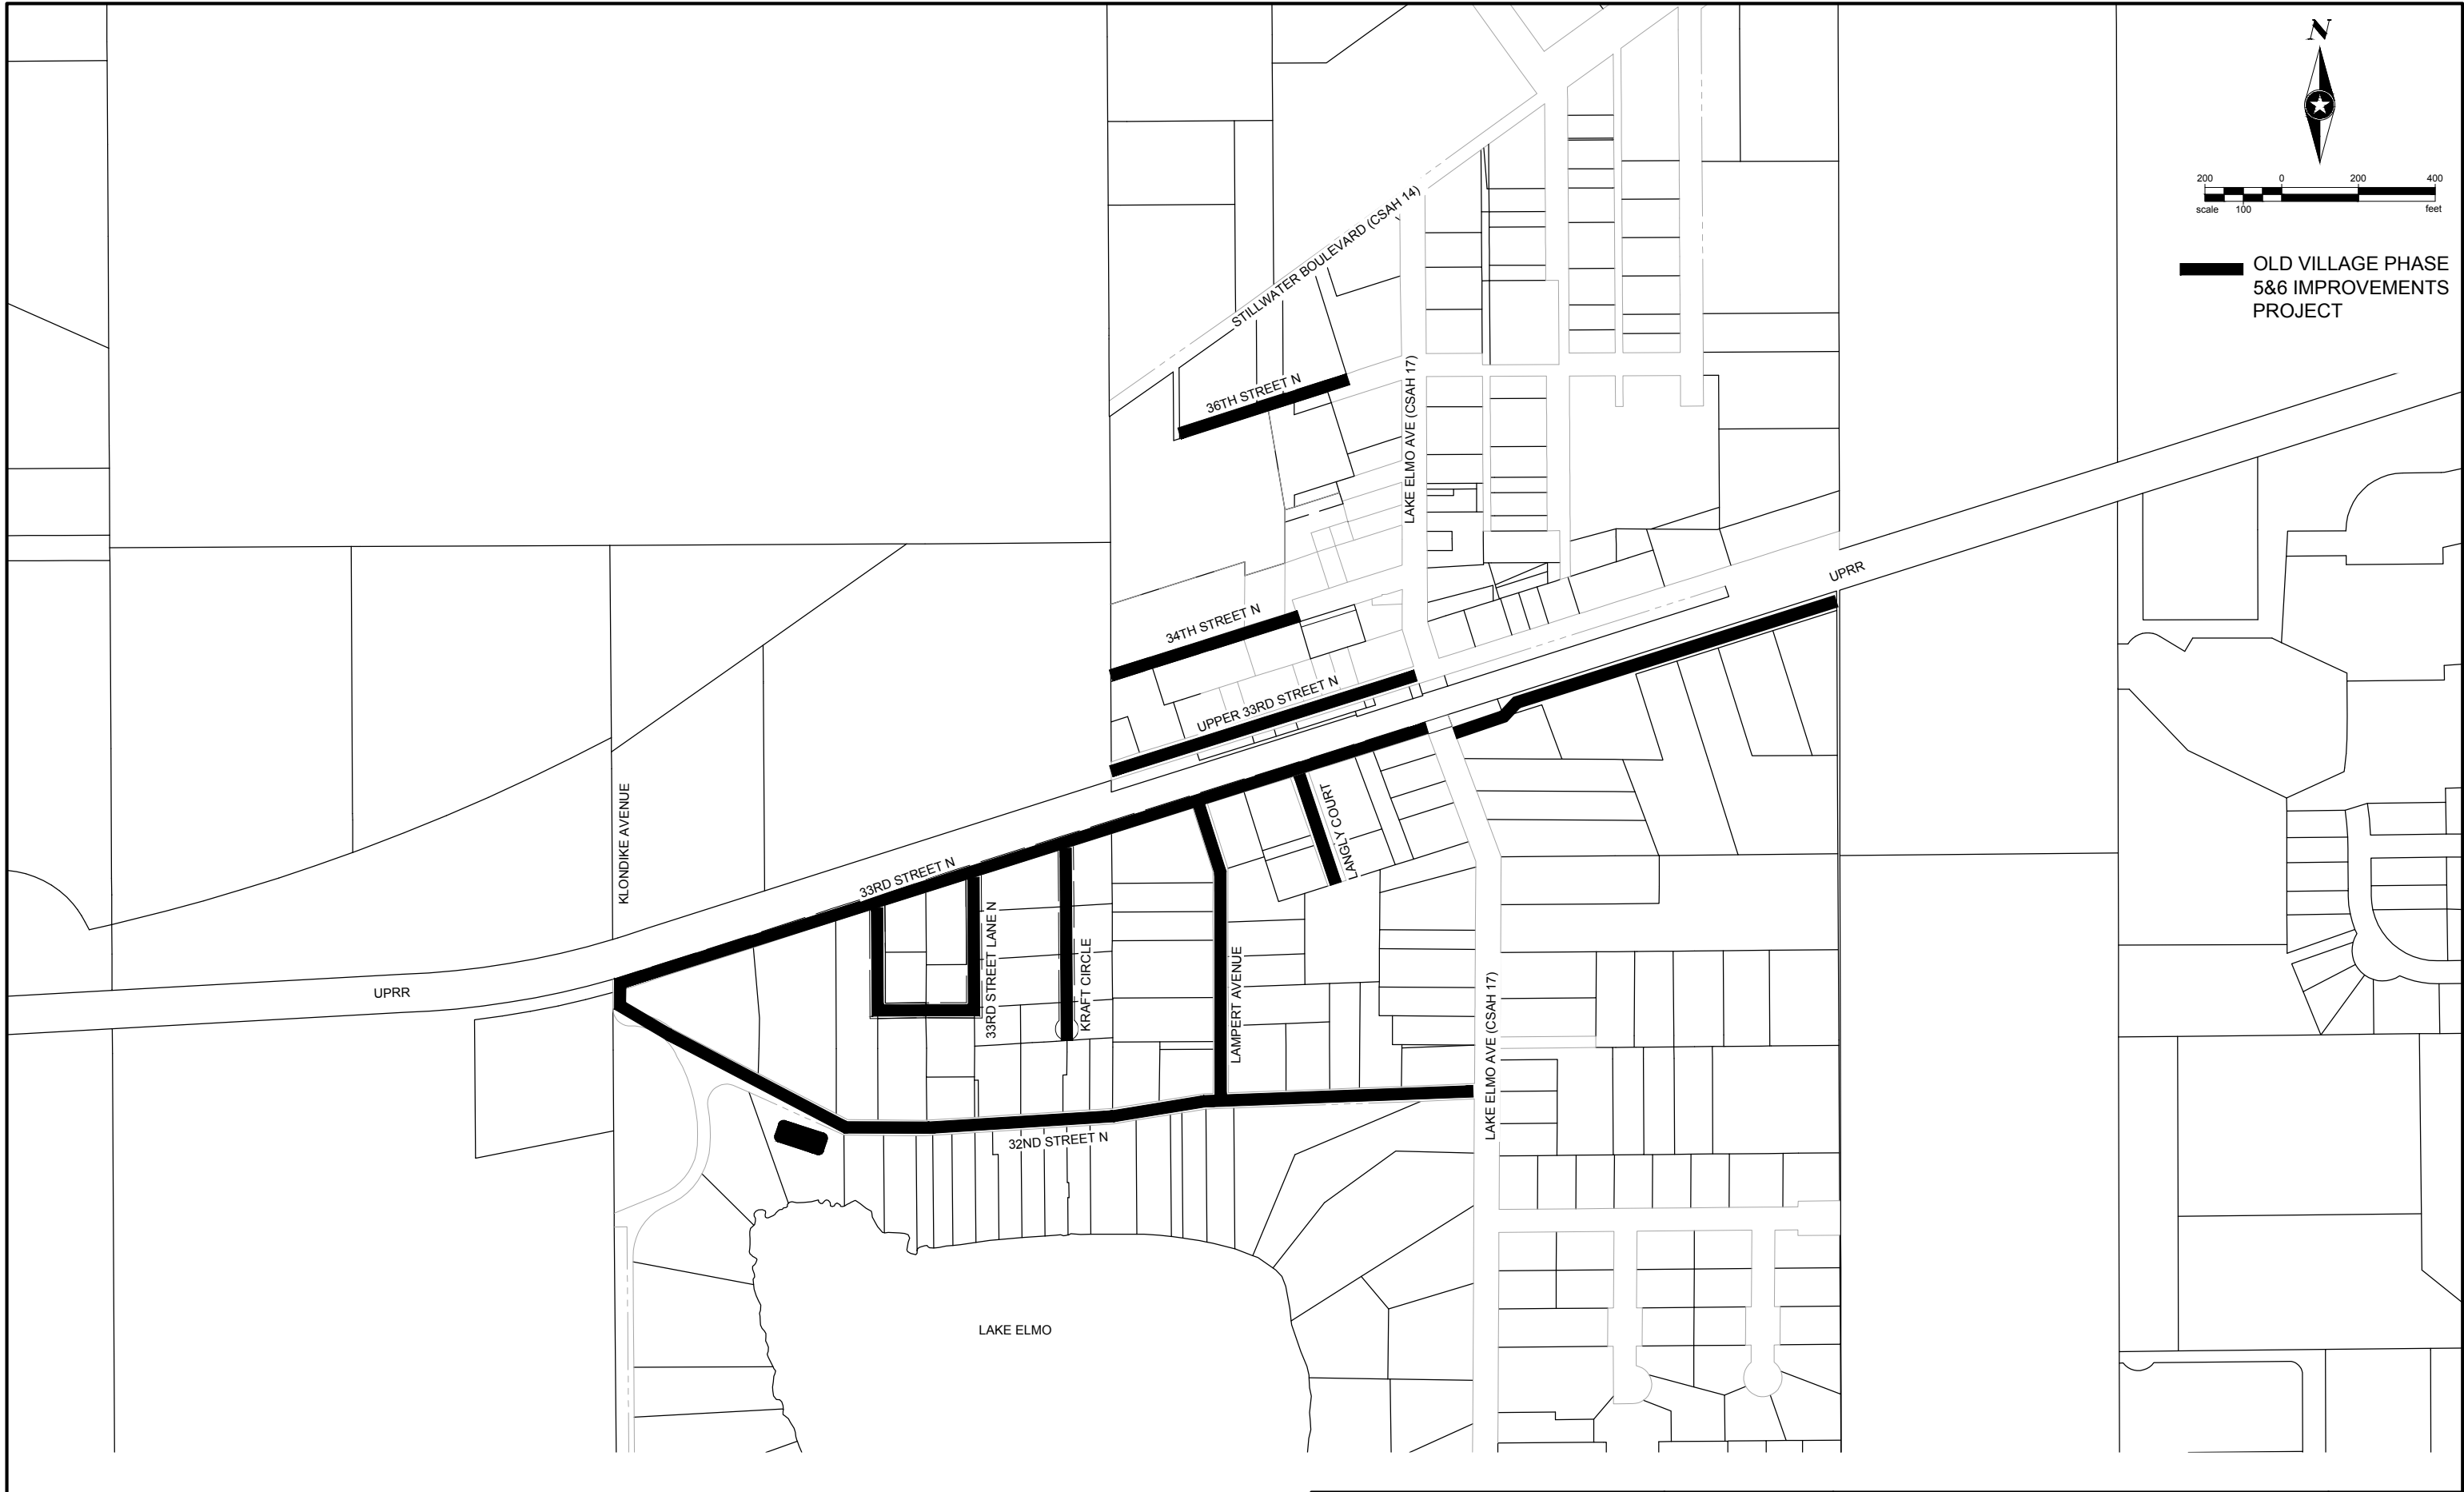 N
200 0 200 400
scale 100 feet
OLD VILLAGE PHASE
5&6 IMPROVEMENTS
PROJECT
STILLWATER BOULEVARD (CSAH 14)
36TH STREET N
LAKE ELMO AVE (CSAH 17)
UPRR
34TH STREET N
UPPER 33RD STREET N
KLONDIKE AVENUE
33RD STREET N
LANGLY COURT
33RD STREET LANE N
KRAFT CIRCLE
LAMPERT AVENUE
UPRR
LAKE ELMO AVE (CSAH 17)
32ND STREET N
LAKE ELMO